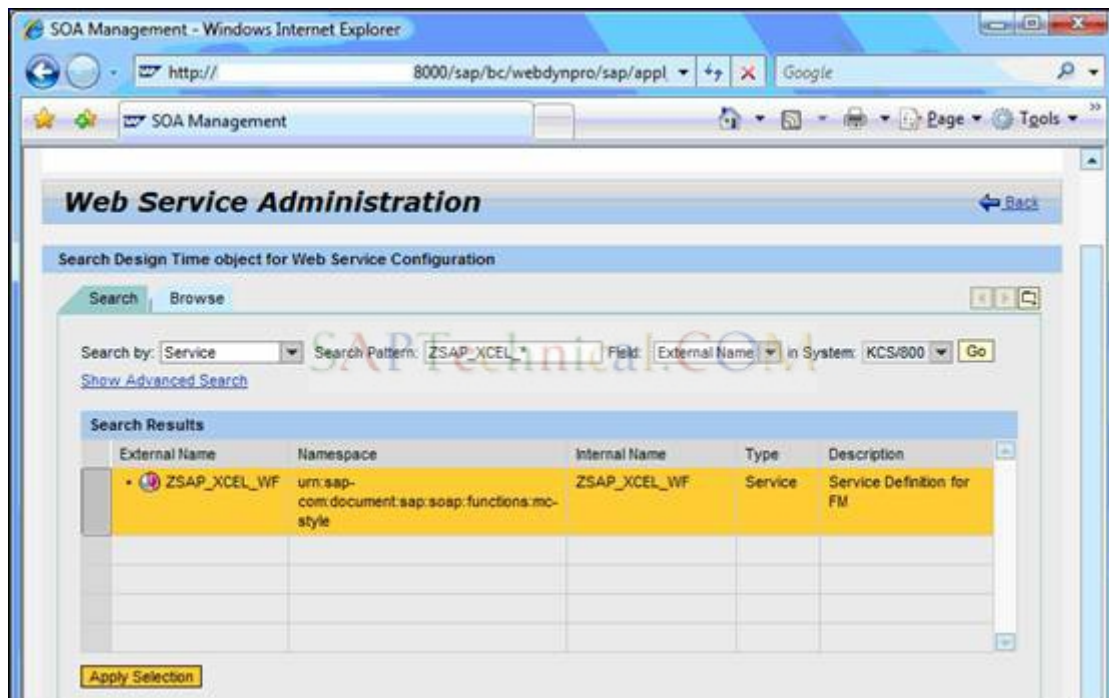 SOA Management - Windows Internet Explorer
http:// 8000/sap/bc/webdynpro/sap/appl Google
SOA Management Page Tools
Web Service Administration Back
Search Design Time object for Web Service Configuration
Search Browse
SAPTechnical.COM
Search by: Service Search Pattern: ZSAP_XCEL_* Field: External Name in System: KCS/800 Go
Show Advanced Search
Search Results
External Name Namespace Internal Name Type Description
ZSAP_XCEL_WF urn:sap- ZSAP_XCEL_WF Service Service Definition for
com:document:sap:soap:functions:mc- FM
style
Apply Selection